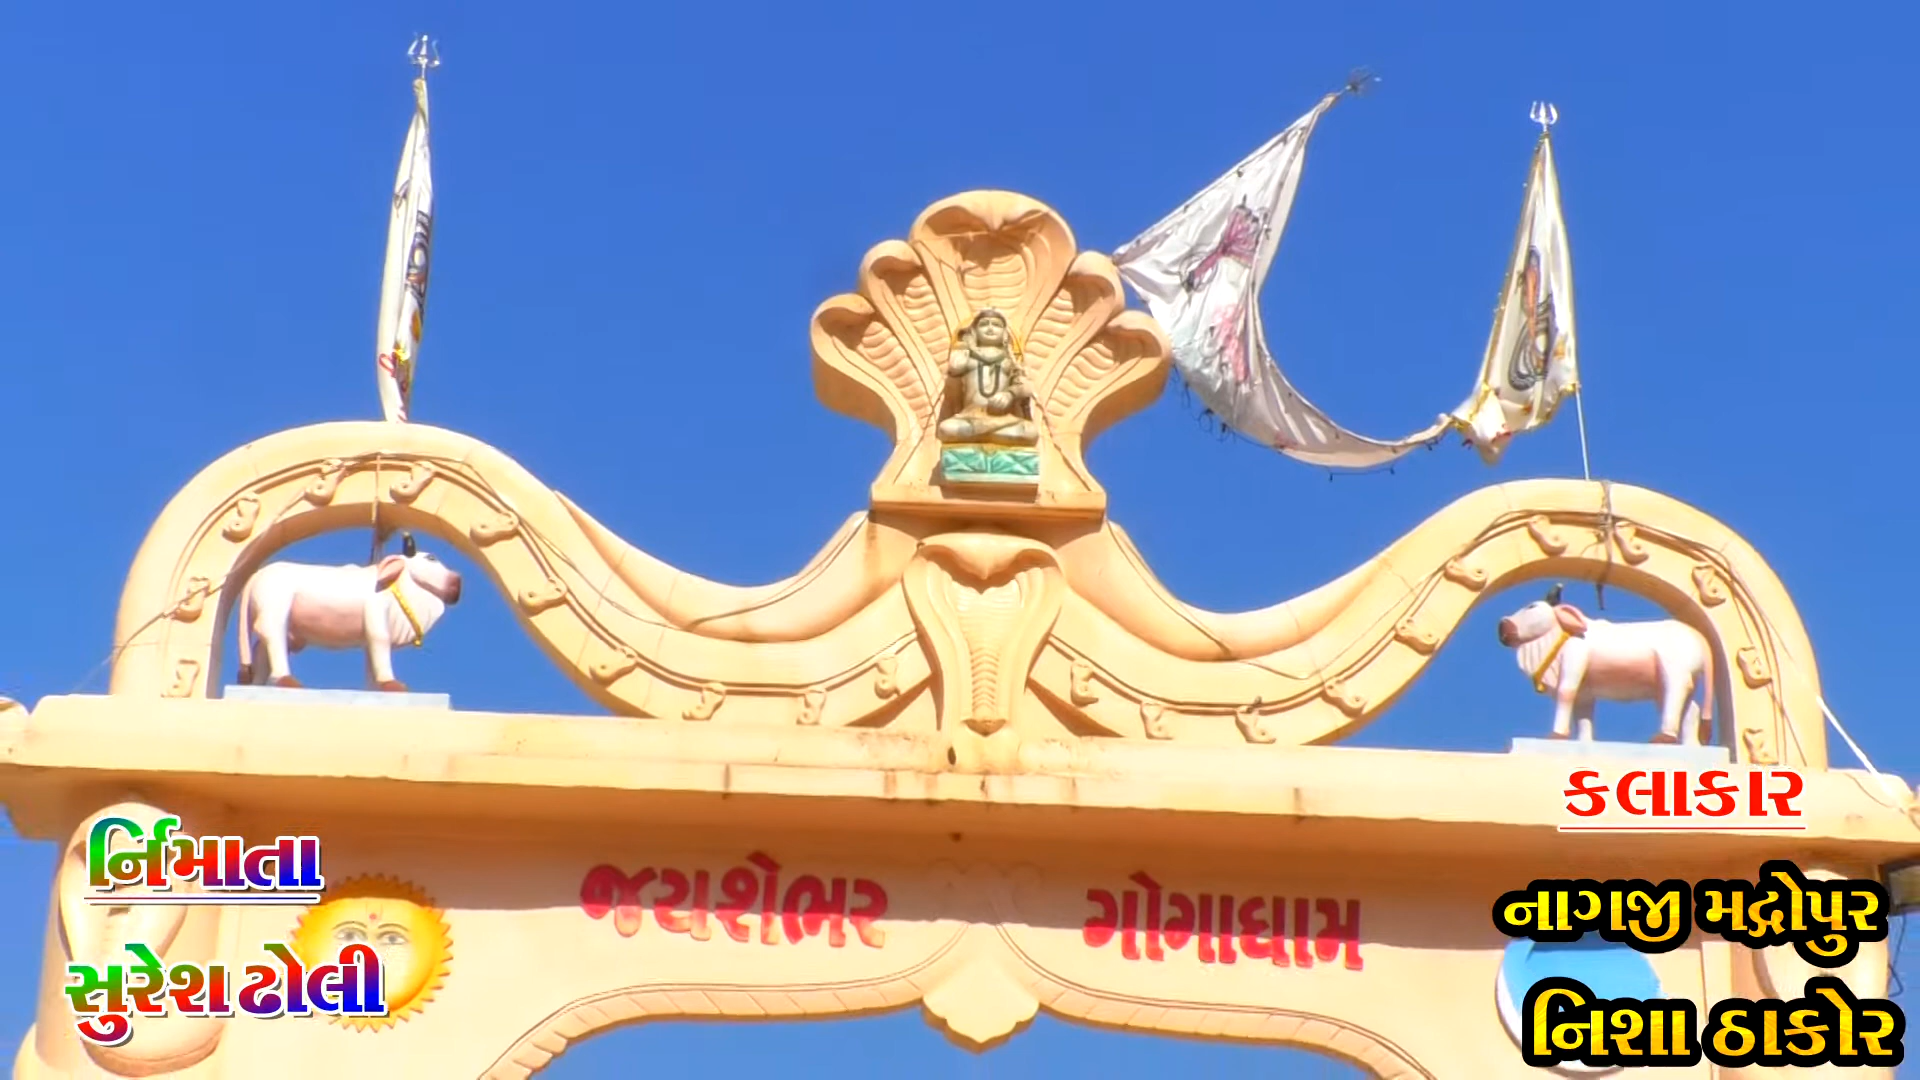 કલાકાર
ર્નિમાતા
જયશેભર ગોગાધામ
નાગજી મદ્રોપુર
સુરેશ ઢોલી
નિશા ઠાકોર